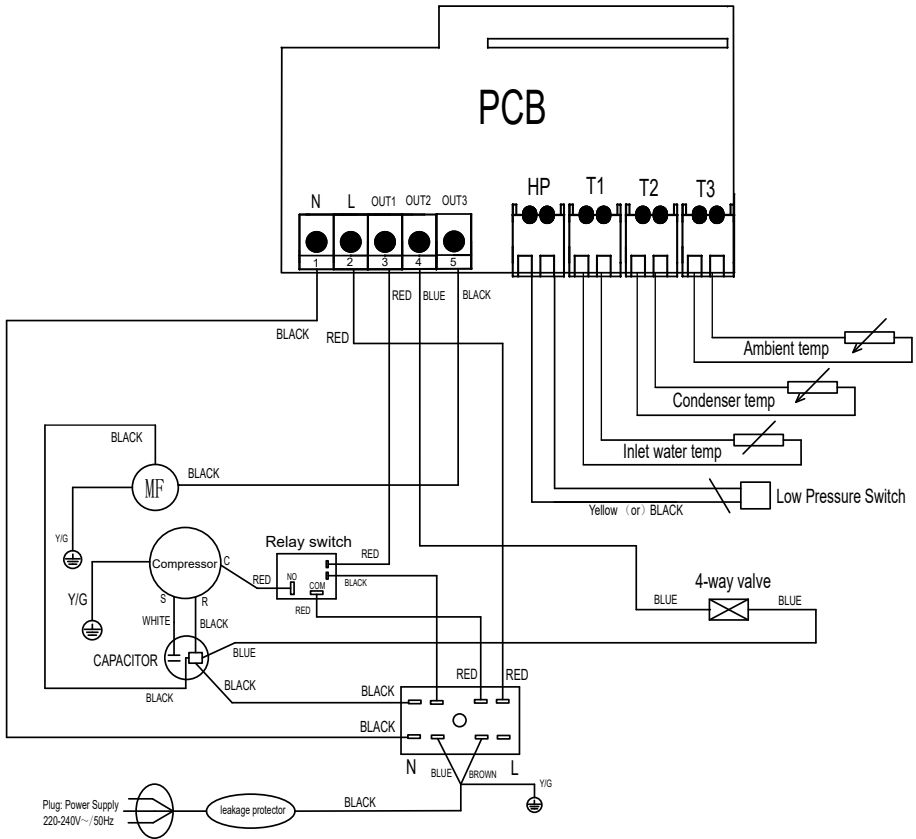 PCB
HP T1 T2 T3
N L OUT1 OUT2 OUT3
1 2 3 4 5
RED BLUE BLACK
BLACK RED
Ambient temp
Condenser temp
BLACK
Inlet water temp
BLACK
MF
Low Pressure Switch
Yellow (or) BLACK
Y/G
Relay switch
RED
Compressor C
RED NO COM BLACK
4-way valve
Y/G
S R
RED
BLUE BLUE
WHITE BLACK
CAPACITOR
BLUE
BLACK
BLACK
BLACK
RED RED
BLACK
N L
BLUE BROWN
Y/G
Plug: Power Supply
220-240V~/50Hz
leakage protector
BLACK